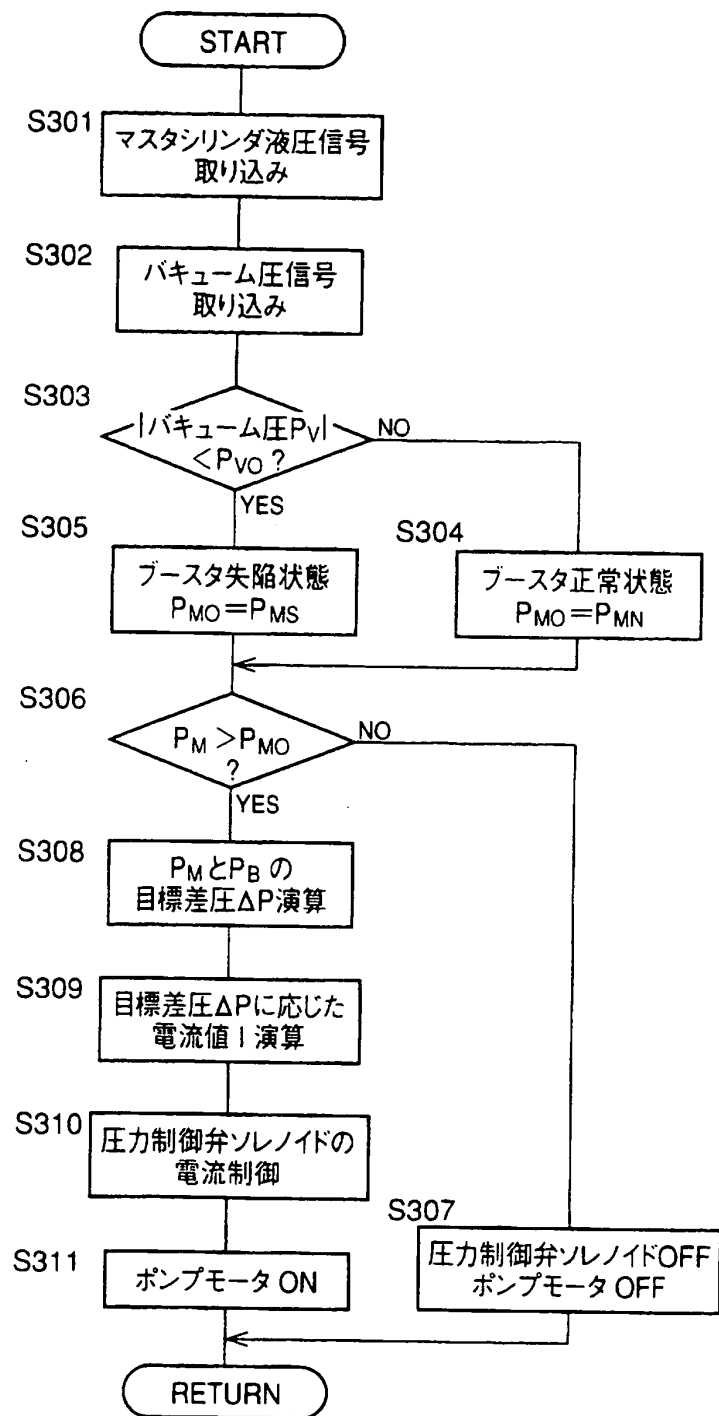 START
S301
マスタシリンダ液圧信号
取り込み
S302
バキューム圧信号
取り込み
S303
|バキューム圧PV|
<PVO?
NO
YES
S305
ブースタ失陥状態
PMO=PMS
S304
ブースタ正常状態
PMO=PMN
S306
PM>PMO
?
NO
YES
S308
PMとPBの
目標差圧ΔP演算
S309
目標差圧ΔPに応じた
電流値I演算
S310
圧力制御弁ソレノイドの
電流制御
S307
圧力制御弁ソレノイドOFF
ポンプモータOFF
S311
ポンプモータON
RETURN